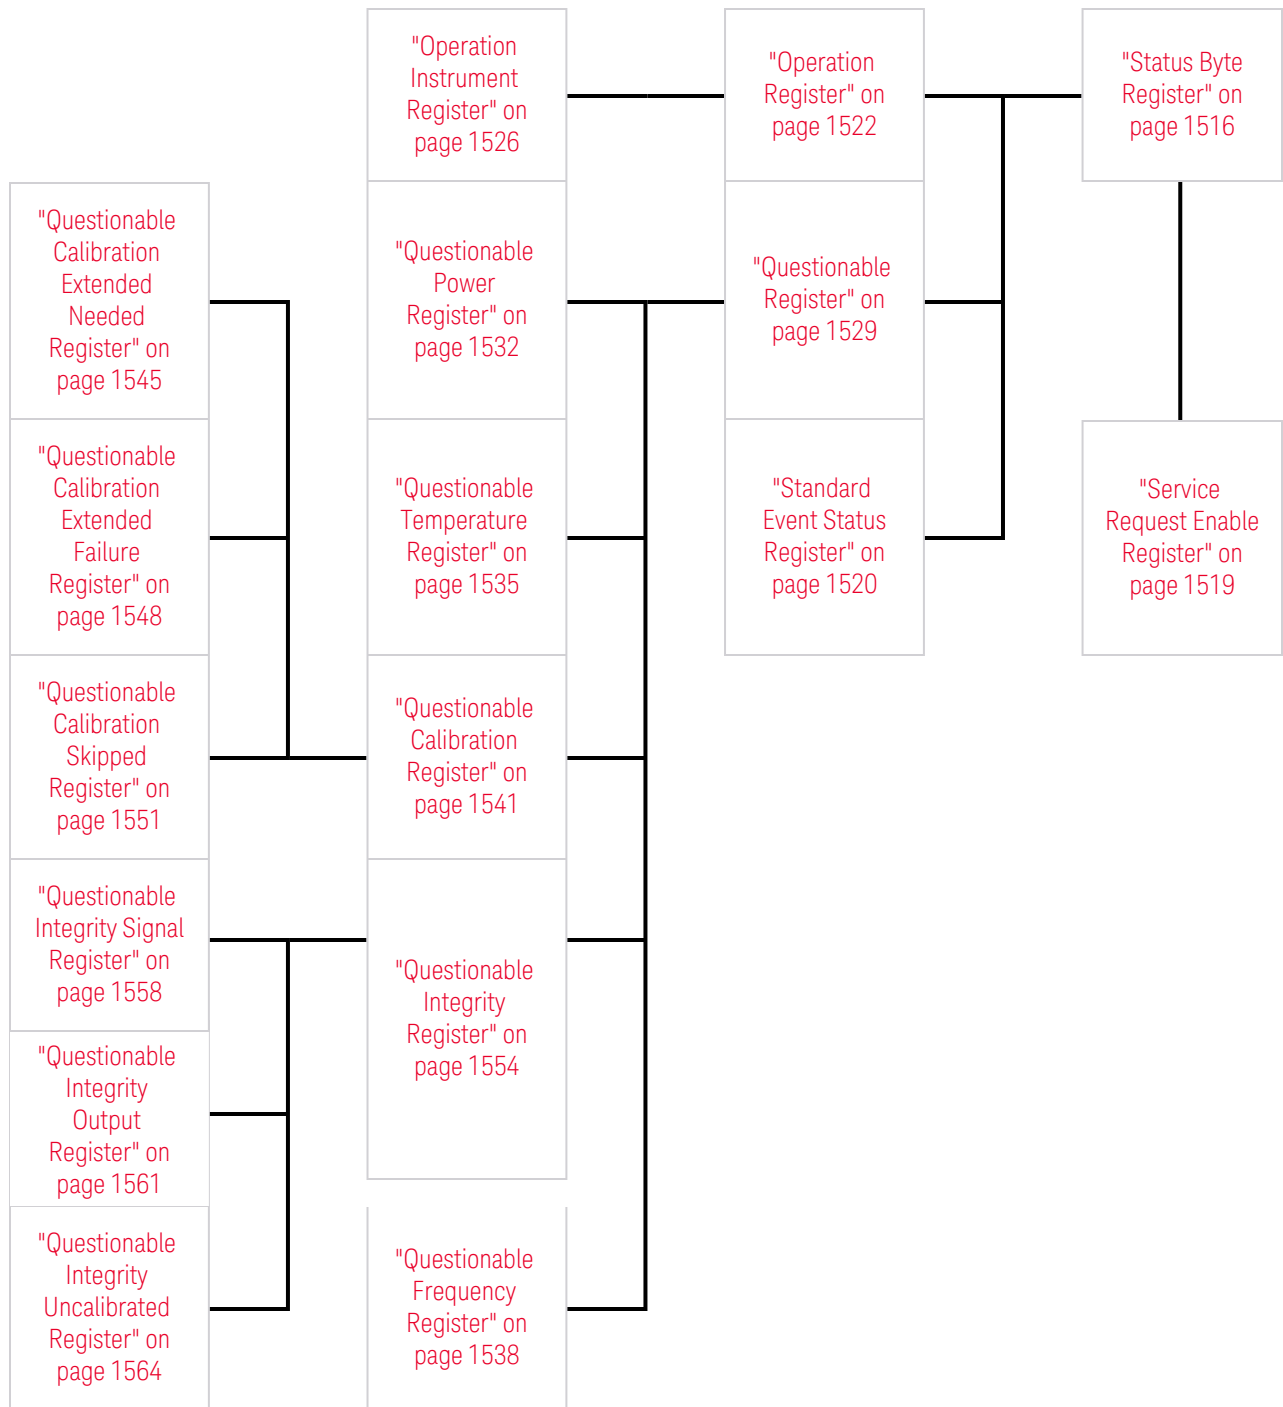 "Operation
Instrument
Register" on
page 1526
"Operation
Register" on
page 1522
"Status Byte
Register" on
page 1516
"Questionable
Calibration
Extended
Needed
Register" on
page 1545
"Questionable
Power
Register" on
page 1532
"Questionable
Register" on
page 1529
"Questionable
Calibration
Extended
Failure
Register" on
page 1548
"Questionable
Temperature
Register" on
page 1535
"Standard
Event Status
Register" on
page 1520
"Service
Request Enable
Register" on
page 1519
"Questionable
Calibration
Skipped
Register" on
page 1551
"Questionable
Calibration
Register" on
page 1541
"Questionable
Integrity Signal
Register" on
page 1558
"Questionable
Integrity
Register" on
page 1554
"Questionable
Integrity
Output
Register" on
page 1561
"Questionable
Integrity
Uncalibrated
Register" on
page 1564
"Questionable
Frequency
Register" on
page 1538